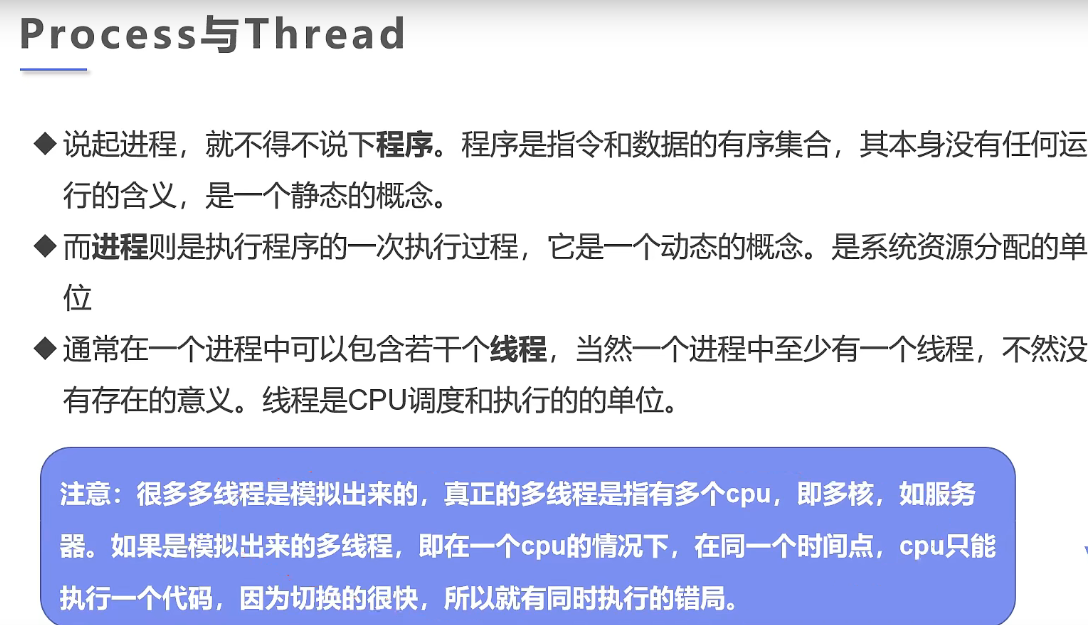 Process与Thread
◆说起进程，就不得不说下程序。程序是指令和数据的有序集合，其本身没有任何运
行的含义，是一个静态的概念。
◆而进程则是执行程序的一次执行过程，它是一个动态的概念。是系统资源分配的单
位
◆通常在一个进程中可以包含若干个线程，当然一个进程中至少有一个线程，不然没
有存在的意义。线程是CPU调度和执行的的单位。
注意：很多多线程是模拟出来的，真正的多线程是指有多个cpu，即多核，如服务
器。如果是模拟出来的多线程，即在一个cpu的情况下，在同一个时间点，cpu只能
执行一个代码，因为切换的很快，所以就有同时执行的错局。